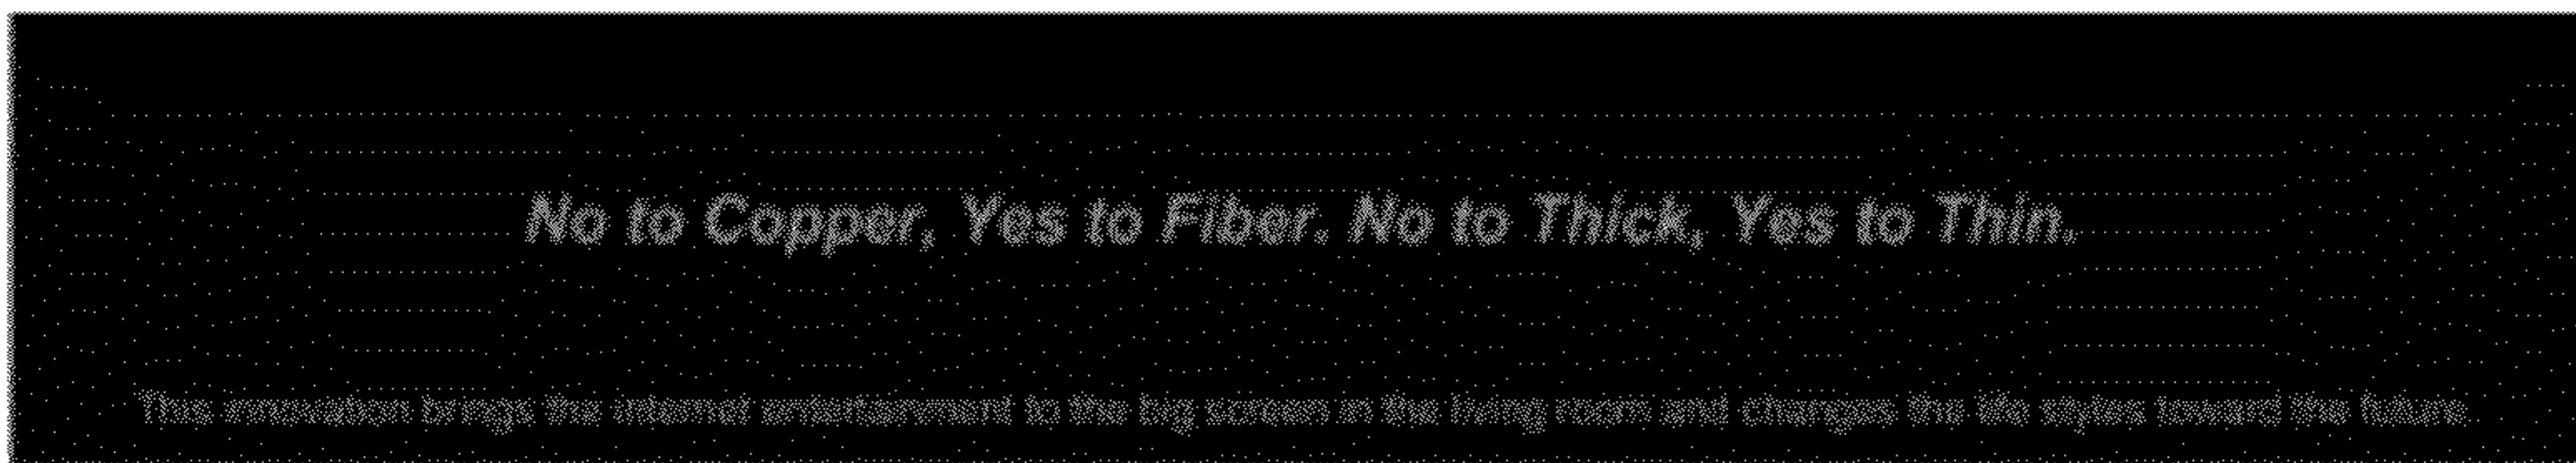 No to Copper, Yes to Fiber. No to Thick, Yes to Thin.
This innovation brings the internet entertainment to the big screen in the living room and changes the life styles toward the future.